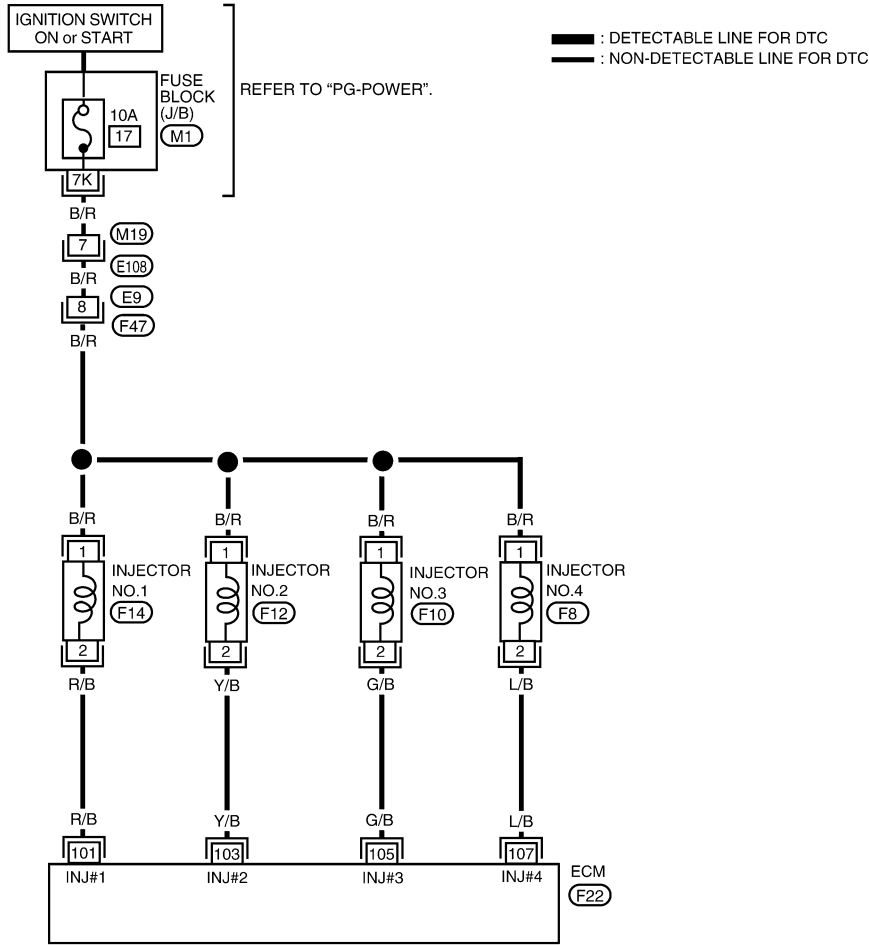 IGNITION SWITCH
ON or START
: DETECTABLE LINE FOR DTC
: NON-DETECTABLE LINE FOR DTC
FUSE
BLOCK
(J/B)
M1
10A
17
REFER TO “PG-POWER”.
7K
B/R
7
M19
E108
B/R
8
E9
F47
B/R
B/R B/R B/R B/R
1 1 1 1
INJECTOR
NO.1
F14
INJECTOR
NO.2
F12
INJECTOR
NO.3
F10
INJECTOR
NO.4
F8
2 2 2 2
R/B Y/B G/B L/B
R/B Y/B G/B L/B
101 103 105 107
INJ#1 INJ#2 INJ#3 INJ#4
ECM
F22